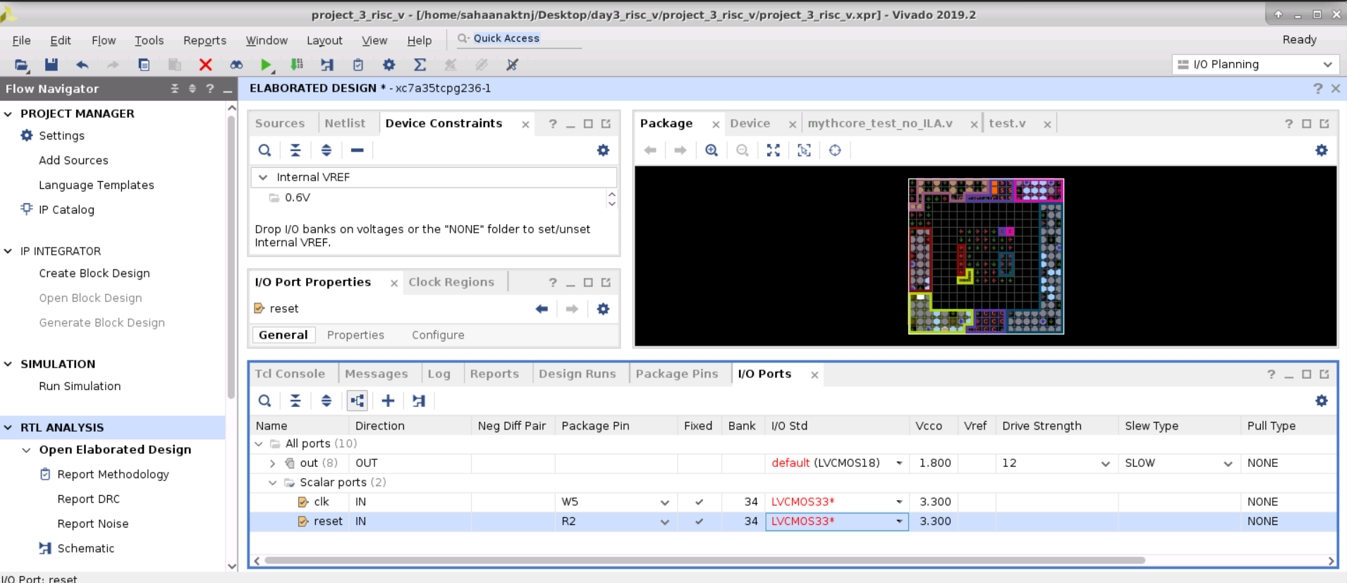 project_3_risc_v - [/home/sahaanaktnj/Desktop/day3_risc_v/project_3_risc_v/project_3_risc_v.xpr] - Vivado 2019.2
File Edit Flow Tools Reports Window Layout View Help Quick Access Ready
I/O Planning
Flow Navigator
ELABORATED DESIGN * - xc7a35tcpg236-1
PROJECT MANAGER
Settings
Add Sources
Language Templates
IP Catalog
IP INTEGRATOR
Create Block Design
Open Block Design
Generate Block Design
SIMULATION
Run Simulation
RTL ANALYSIS
Open Elaborated Design
Report Methodology
Report DRC
Report Noise
Schematic
Sources Netlist Device Constraints
Internal VREF
0.6V
Drop I/O banks on voltages or the "NONE" folder to set/unset
Internal VREF.
I/O Port Properties Clock Regions
reset
General Properties Configure
Package Device mythcore_test_no_ILA.v test.v
Tcl Console Messages Log Reports Design Runs Package Pins I/O Ports
Name Direction Neg Diff Pair Package Pin Fixed Bank I/O Std Vcco Vref Drive Strength Slew Type Pull Type
All ports (10)
out (8) OUT default (LVCMOS18) 1.800 12 SLOW NONE
Scalar ports (2)
clk IN W5 34 LVCMOS33* 3.300 NONE
reset IN R2 34 LVCMOS33* 3.300 NONE
I/O Port: reset